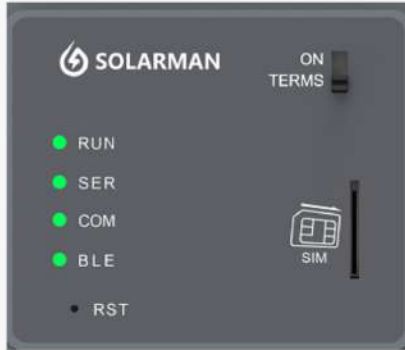 SOLARMAN
ON
TERMS
RUN
SER
COM
BLE
SIM
RST